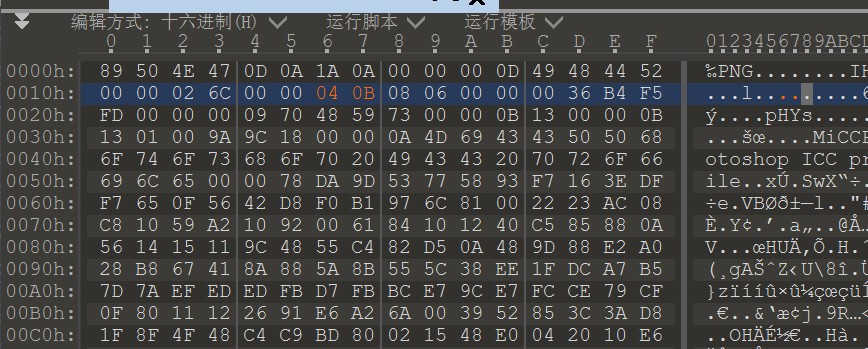 编辑方式: 十六进制(H) 运行脚本 运行模板
0 1 2 3 4 5 6 7 8 9 A B C D E F 0123456789ABCD
0000h: 89 50 4E 47 0D 0A 1A 0A 00 00 00 0D 49 48 44 52 ‰PNG........IH
0010h: 00 00 02 6C 00 00 04 0B 08 06 00 00 00 36 B4 F5 ...l.........6
0020h: FD 00 00 00 09 70 48 59 73 00 00 0B 13 00 00 0B ý....pHYs.....
0030h: 13 01 00 9A 9C 18 00 00 0A 4D 69 43 43 50 50 68 ...šœ....MiCCP
0040h: 6F 74 6F 73 68 6F 70 20 49 43 43 20 70 72 6F 66 otoshop ICC pr
0050h: 69 6C 65 00 00 78 DA 9D 53 77 58 93 F7 16 3E DF ile..xÚ.SwX“÷.
0060h: F7 65 0F 56 42 D8 F0 B1 97 6C 81 00 22 23 AC 08 ÷e.VBØð±—l.."#
0070h: C8 10 59 A2 10 92 00 61 84 10 12 40 C5 85 88 0A È.Y¢.’.a„..@Å…
0080h: 56 14 15 11 9C 48 55 C4 82 D5 0A 48 9D 88 E2 A0 V...œHUÄ‚Õ.H.
0090h: 28 B8 67 41 8A 88 5A 8B 55 5C 38 EE 1F DC A7 B5 (¸gAŠˆZ‹U\8î.Ü
00A0h: 7D 7A EF ED ED FB D7 FB BC E7 9C E7 FC CE 79 CF }zïííû×û¼çœçüÎ
00B0h: 0F 80 11 12 26 91 E6 A2 6A 00 39 52 85 3C 3A D8 .€..&‘æ¢j.9R…<
00C0h: 1F 8F 4F 48 C4 C9 BD 80 02 15 48 E0 04 20 10 E6 ..OHÄÉ½€..Hà.